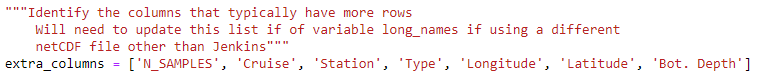 """Identify the columns that typically have more rows
Will need to update this list if of variable long_names if using a different
netCDF file other than Jenkins"""
extra_columns = ['N_SAMPLES', 'Cruise', 'Station', 'Type', 'Longitude', 'Latitude', 'Bot. Depth']